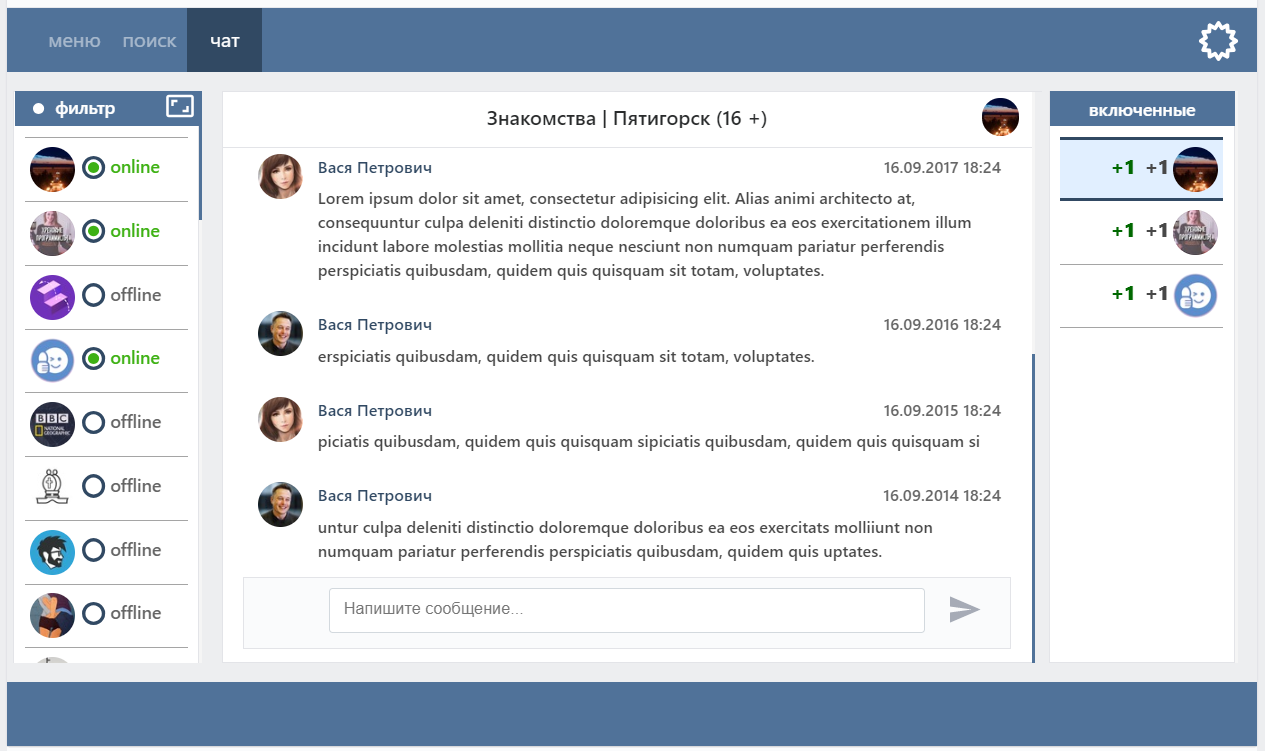 меню поиск чат
фильтр
online
online
offline
online
BBC
NATIONAL GEOGRAPHIC
offline
offline
offline
offline
Знакомства | Пятигорск (16 +)
Вася Петрович 16.09.2017 18:24
Lorem ipsum dolor sit amet, consectetur adipisicing elit. Alias animi architecto at,
consequuntur culpa deleniti distinctio doloremque doloribus ea eos exercitationem illum
incidunt labore molestias mollitia neque nesciunt non numquam pariatur perferendis
perspiciatis quibusdam, quidem quis quisquam sit totam, voluptates.
Вася Петрович 16.09.2016 18:24
erspiciatis quibusdam, quidem quis quisquam sit totam, voluptates.
Вася Петрович 16.09.2015 18:24
piciatis quibusdam, quidem quis quisquam sipiciatis quibusdam, quidem quis quisquam si
Вася Петрович 16.09.2014 18:24
untur culpa deleniti distinctio doloremque doloribus ea eos exercitats molliiunt non
numquam pariatur perferendis perspiciatis quibusdam, quidem quis uptates.
Напишите сообщение...
включенные
+1 +1
+1 +1
+1 +1